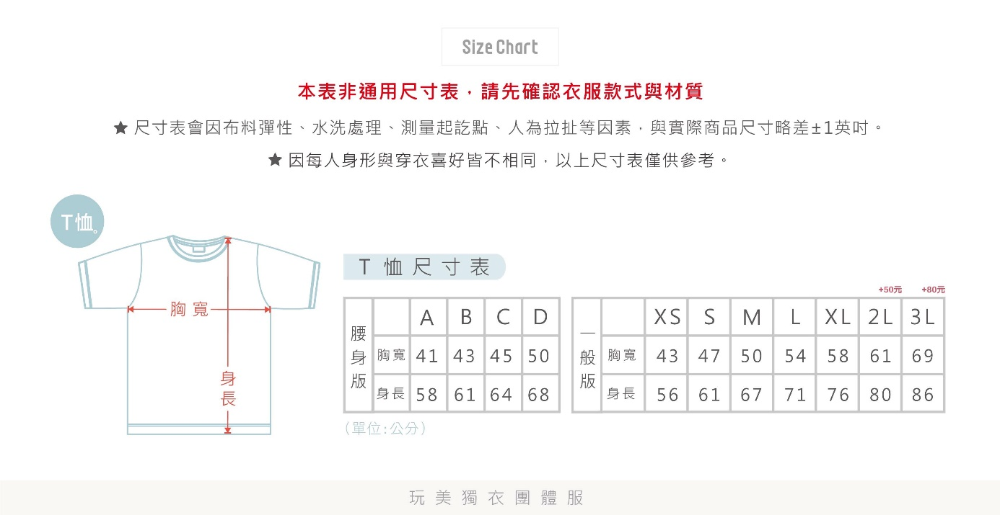 Size Chart
本表非通用尺寸表，請先確認衣服款式與材質
★ 尺寸表會因布料彈性、水洗處理、測量起訖點、人為拉扯等因素，與實際商品尺寸略差±1英吋。
★ 因每人身形與穿衣喜好皆不相同，以上尺寸表僅供參考。
T恤。
胸寬
身長
T恤尺寸表
腰身版
A B C D
胸寬 41 43 45 50
身長 58 61 64 68
(單位:公分)
+50元 +80元
一般版
XS S M L XL 2L 3L
胸寬 43 47 50 54 58 61 69
身長 56 61 67 71 76 80 86
玩美獨衣團體服